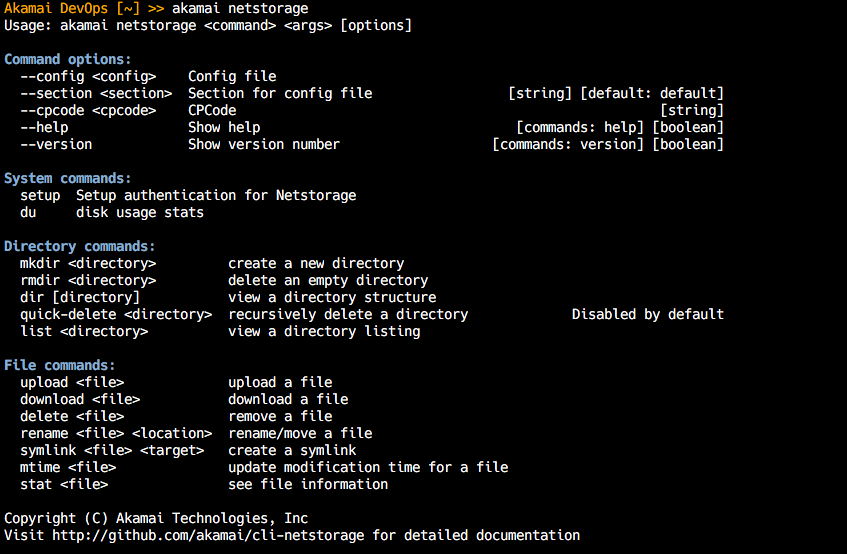 Akamai DevOps [~] >> akamai netstorage
Usage: akamai netstorage <command> <args> [options]

Command options:
  --config <config>    Config file
  --section <section>  Section for config file                 [string] [default: default]
  --cpcode <cpcode>    CPCode                                                     [string]
  --help               Show help                                [commands: help] [boolean]
  --version            Show version number                   [commands: version] [boolean]

System commands:
  setup  Setup authentication for Netstorage
  du     disk usage stats

Directory commands:
  mkdir <directory>         create a new directory
  rmdir <directory>         delete an empty directory
  dir [directory]           view a directory structure
  quick-delete <directory>  recursively delete a directory             Disabled by default
  list <directory>          view a directory listing

File commands:
  upload <file>             upload a file
  download <file>           download a file
  delete <file>             remove a file
  rename <file> <location>  rename/move a file
  symlink <file> <target>   create a symlink
  mtime <file>              update modification time for a file
  stat <file>               see file information

Copyright (C) Akamai Technologies, Inc
Visit http://github.com/akamai/cli-netstorage for detailed documentation